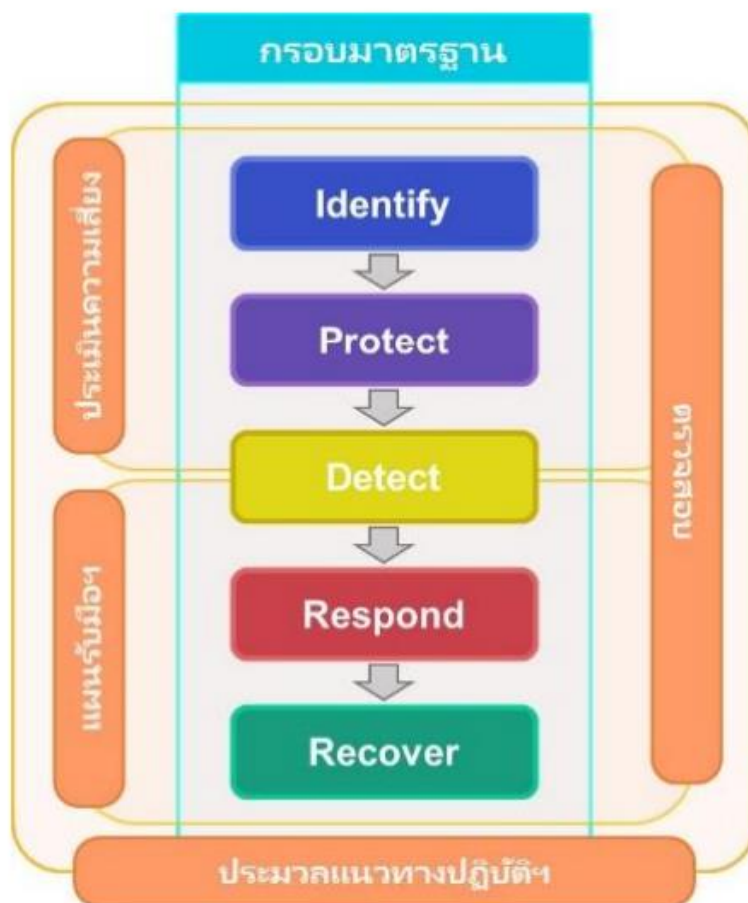 กรอบมาตรฐาน
ประเมินความเสี่ยง
Identify
Protect
Detect
ตรวจสอบ
แผนรับมือฯ
Respond
Recover
ประมวลแนวทางปฏิบัติฯ